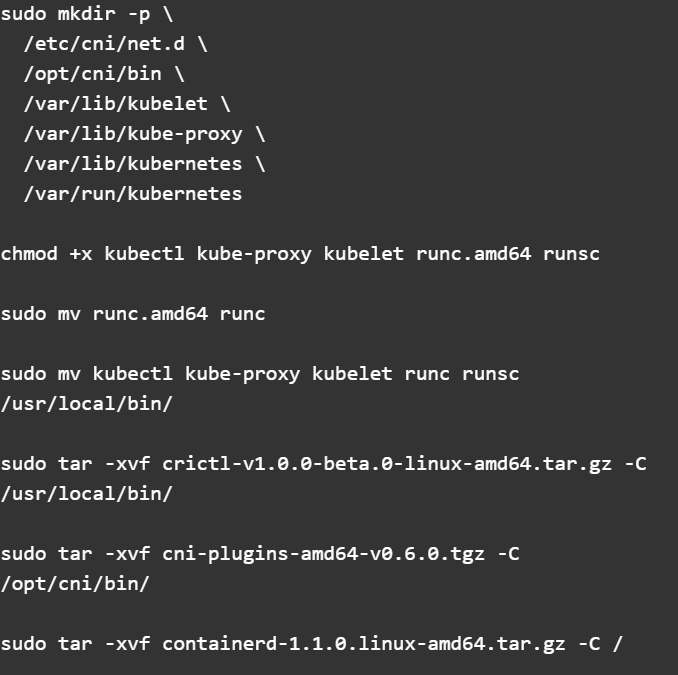 sudo mkdir -p \
  /etc/cni/net.d \
  /opt/cni/bin \
  /var/lib/kubelet \
  /var/lib/kube-proxy \
  /var/lib/kubernetes \
  /var/run/kubernetes

chmod +x kubectl kube-proxy kubelet runc.amd64 runsc

sudo mv runc.amd64 runc

sudo mv kubectl kube-proxy kubelet runc runsc
/usr/local/bin/

sudo tar -xvf crictl-v1.0.0-beta.0-linux-amd64.tar.gz -C
/usr/local/bin/

sudo tar -xvf cni-plugins-amd64-v0.6.0.tgz -C
/opt/cni/bin/

sudo tar -xvf containerd-1.1.0.linux-amd64.tar.gz -C /